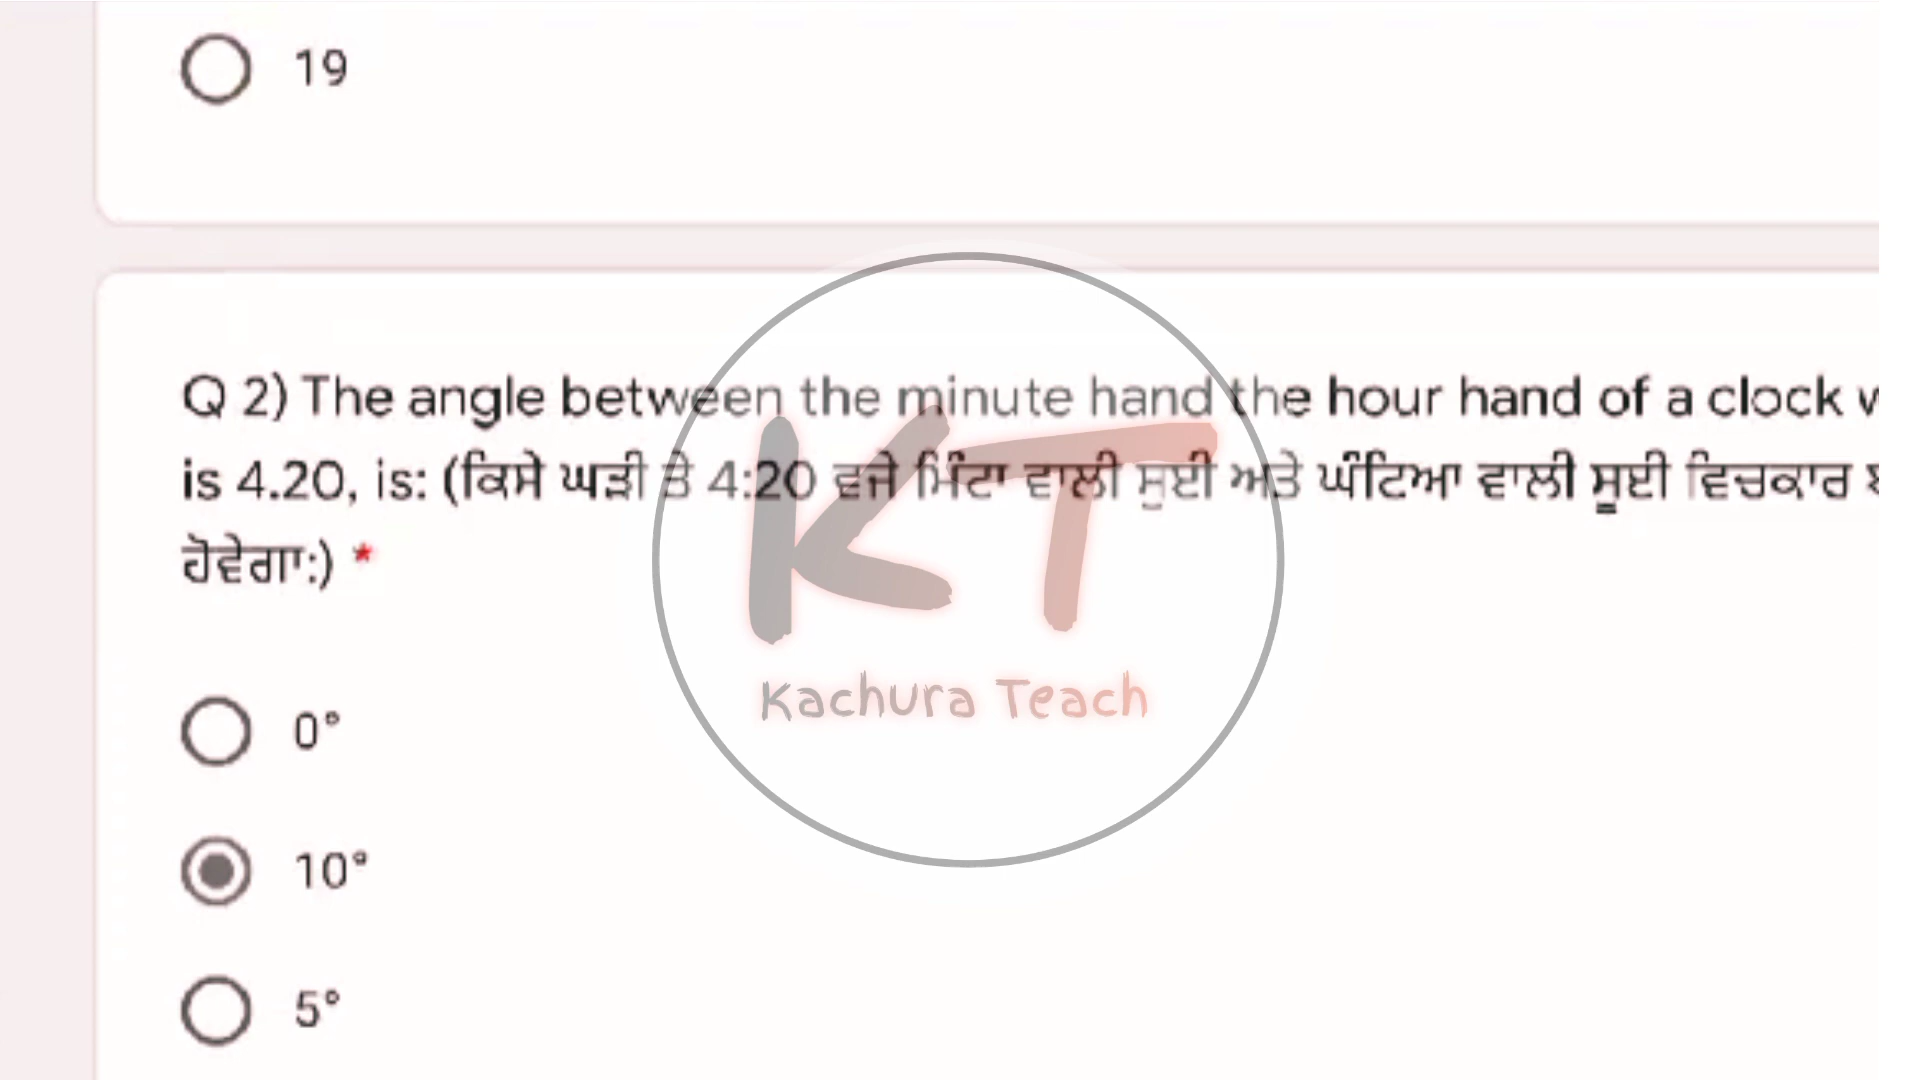 19
Q 2) The angle between the minute hand the hour hand of a clock
is 4.20, is: (ਕਿਸੇ ਘੜੀ ਤੇ 4:20 ਵਜੇ ਮਿੰਟਾ ਵਾਲੀ ਸੂਈ ਅਤੇ ਘੰਟਿਆ ਵਾਲੀ ਸੂਈ ਵਿਚਕਾਰ
ਹੋਵੇਗਾ:) *
KT
Kachura Teach
0°
10°
5°